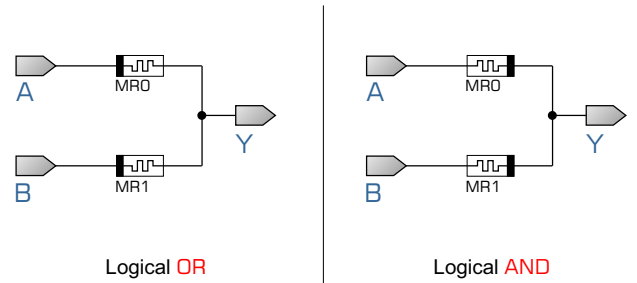 A
MR0
Y
B
MR1
Logical OR
A
MR0
Y
B
MR1
Logical AND